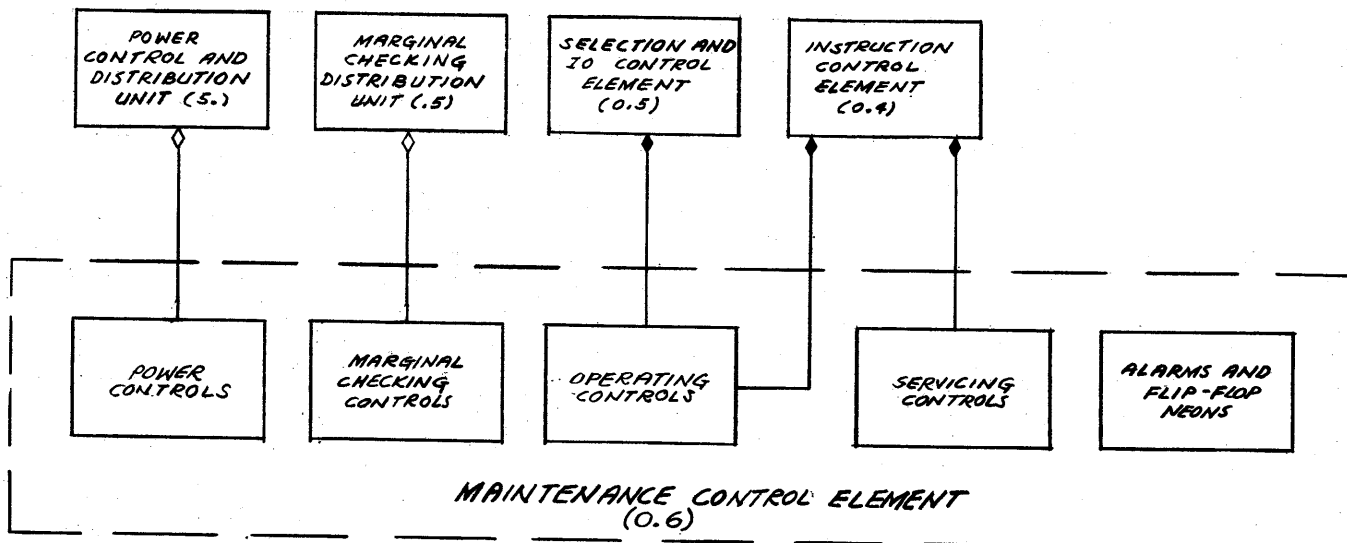 POWER
CONTROL AND
DISTRIBUTION
UNIT (5.)
MARGINAL
CHECKING
DISTRIBUTION
UNIT (.5)
SELECTION AND
IO CONTROL
ELEMENT
(0.5)
INSTRUCTION
CONTROL
ELEMENT
(0.4)
POWER
CONTROLS
MARGINAL
CHECKING
CONTROLS
OPERATING
CONTROLS
SERVICING
CONTROLS
ALARMS AND
FLIP-FLOP
NEONS
MAINTENANCE CONTROL ELEMENT
(0.6)